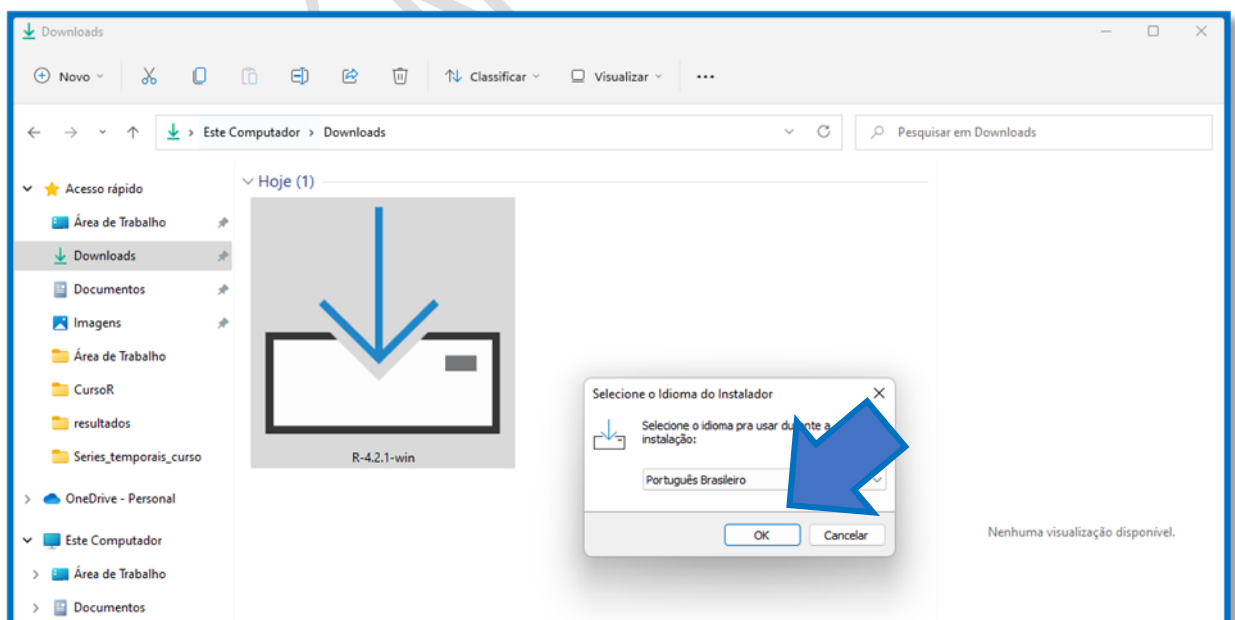 Downloads
Novo
Classificar
Visualizar
Este Computador > Downloads
Pesquisar em Downloads
Acesso rápido
Área de Trabalho
Downloads
Documentos
Imagens
Área de Trabalho
CursoR
resultados
Series_temporais_curso
OneDrive - Personal
Este Computador
Área de Trabalho
Documentos
Hoje (1)
R-4.2.1-win
Selecione o Idioma do Instalador
Selecione o idioma pra usar durante a
instalação:
Português Brasileiro
OK
Cancelar
Nenhuma visualização disponível.